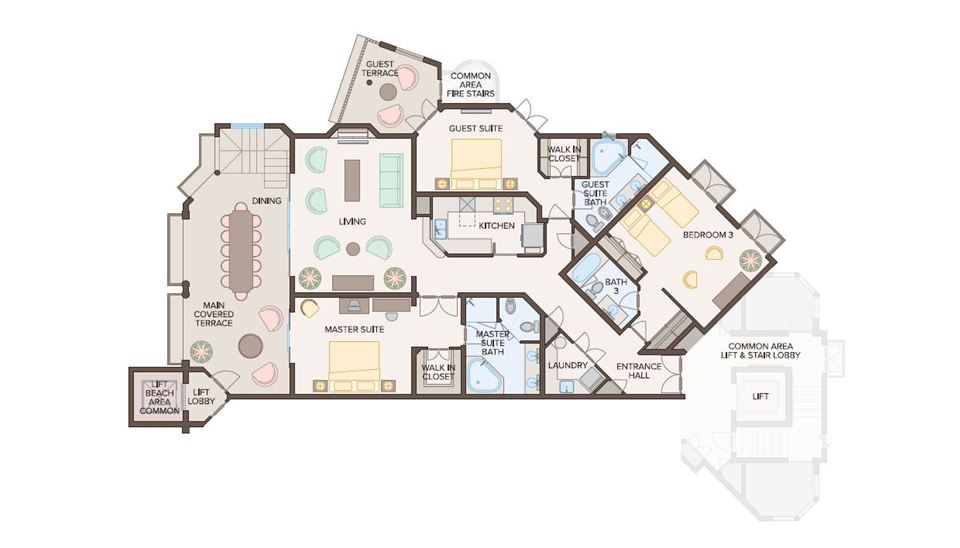 GUEST
TERRACE
COMMON
AREA
FIRE STAIRS
GUEST SUITE
WALK IN
CLOSET
DINING
GUEST
SUITE
BATH
LIVING
KITCHEN
BEDROOM 3
BATH
3
MAIN
COVERED
TERRACE
MASTER SUITE
MASTER
SUITE
BATH
COMMON AREA
LIFT & STAIR LOBBY
WALK IN
CLOSET
LAUNDRY
ENTRANCE
HALL
LIFT
BEACH
AREA
COMMON
LIFT
LOBBY
LIFT